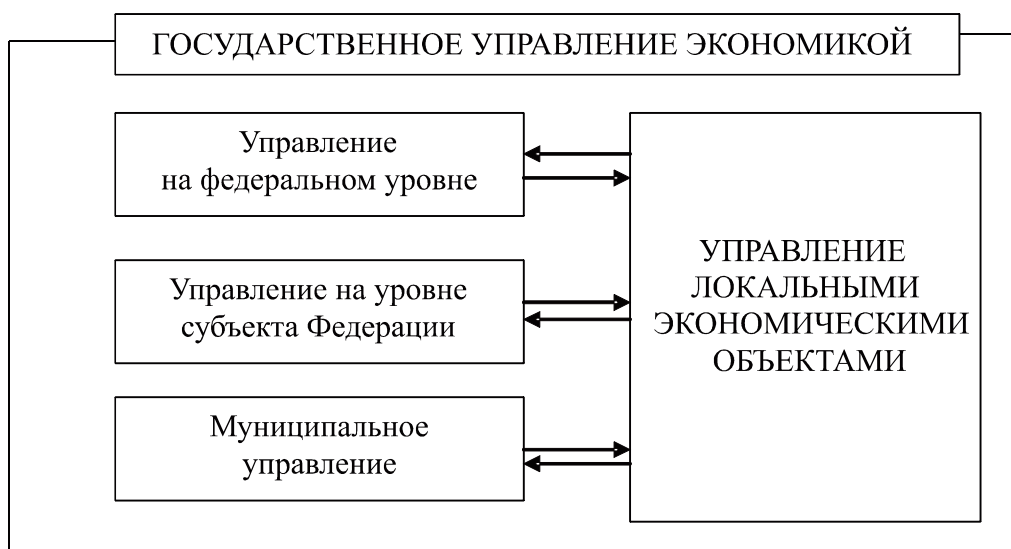 ГОСУДАРСТВЕННОЕ УПРАВЛЕНИЕ ЭКОНОМИКОЙ
Управление
на федеральном уровне
Управление на уровне
субъекта Федерации
Муниципальное
управление
УПРАВЛЕНИЕ
ЛОКАЛЬНЫМИ
ЭКОНОМИЧЕСКИМИ
ОБЪЕКТАМИ